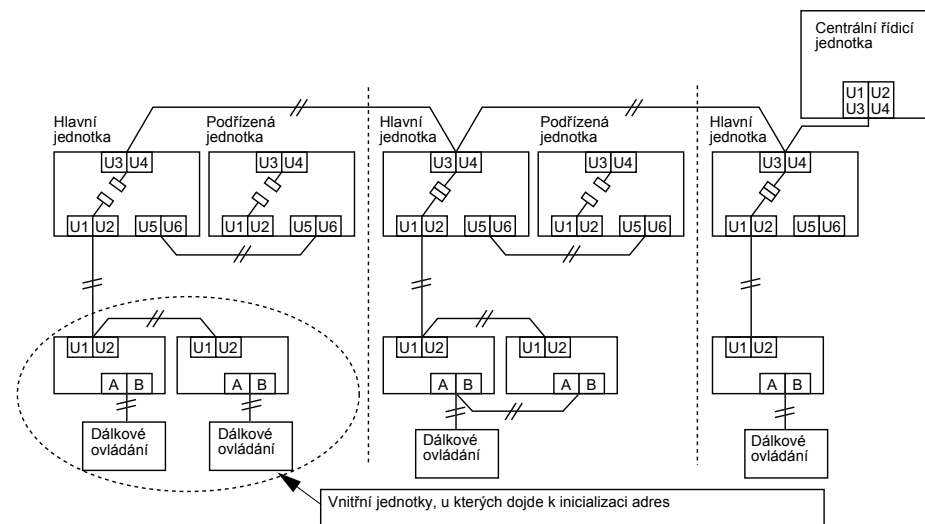 Centrální řídicí
jednotka
U1 U2
U3 U4
Hlavní
jednotka
Podřízená
jednotka
Hlavní
jednotka
Podřízená
jednotka
Hlavní
jednotka
U3 U4
U3 U4
U3 U4
U3 U4
U3 U4
U1 U2
U5 U6
U1 U2
U5 U6
U1 U2
U5 U6
U1 U2
U5 U6
U1 U2
U5 U6
U1 U2
U1 U2
U1 U2
U1 U2
U1 U2
A B
A B
A B
A B
A B
Dálkové
ovládání
Dálkové
ovládání
Dálkové
ovládání
Dálkové
ovládání
Vnitřní jednotky, u kterých dojde k inicializaci adres